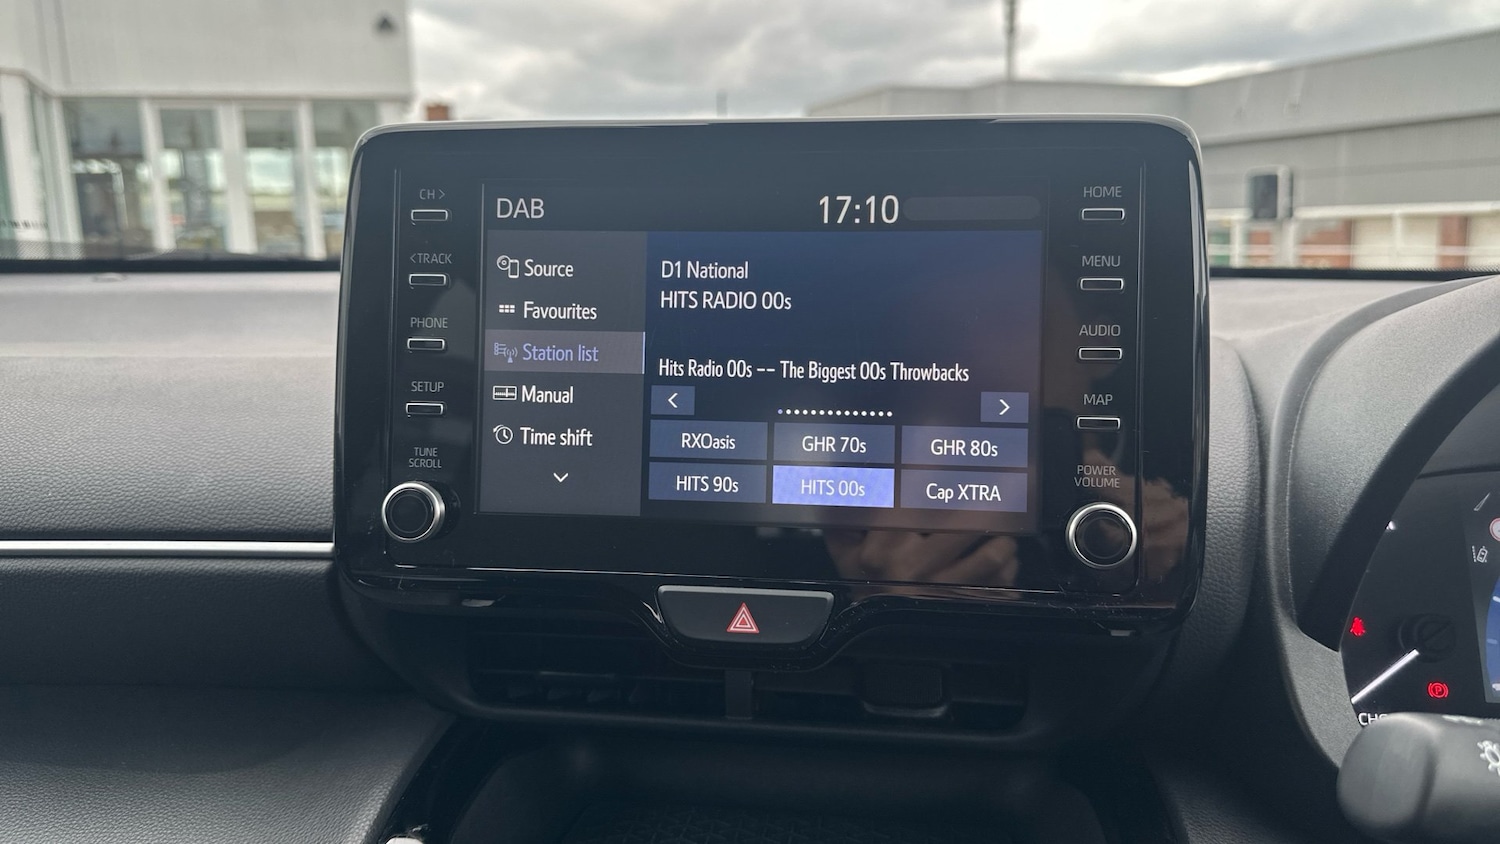 CH >
< TRACK
PHONE
SETUP
TUNE
SCROLL
DAB
17:10
Source
Favourites
Station list
Manual
Time shift
D1 National
HITS RADIO 00s
Hits Radio 00s -- The Biggest 00s Throwbacks
<
>
RXOasis
GHR 70s
GHR 80s
HITS 90s
HITS 00s
Cap XTRA
HOME
MENU
AUDIO
MAP
POWER
VOLUME
P